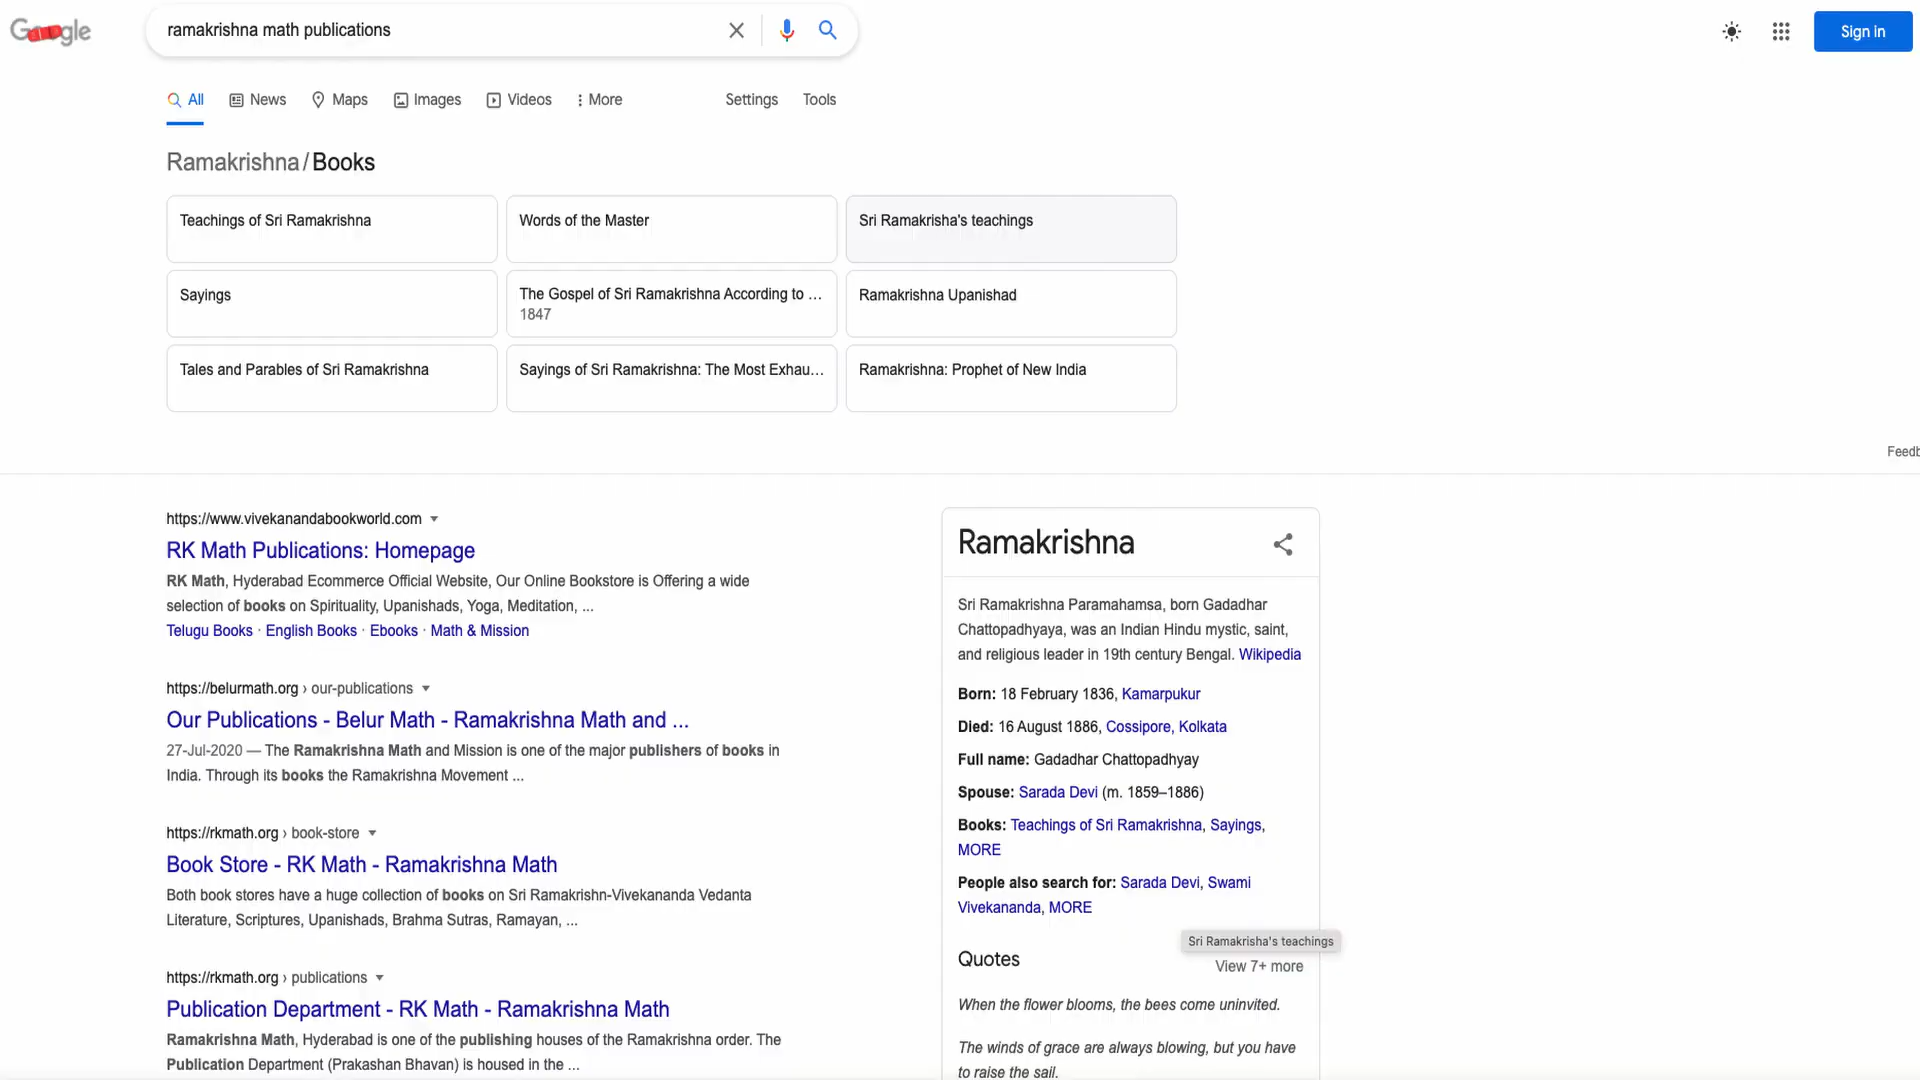 Google
ramakrishna math publications
Sign in
All
News
Maps
Images
Videos
More
Settings
Tools
Ramakrishna / Books
Teachings of Sri Ramakrishna
Words of the Master
Sri Ramakrisha's teachings
Sayings
The Gospel of Sri Ramakrishna According to ...
1847
Ramakrishna Upanishad
Tales and Parables of Sri Ramakrishna
Sayings of Sri Ramakrishna: The Most Exhau...
Ramakrishna: Prophet of New India
Feedb
https://www.vivekanandabookworld.com
RK Math Publications: Homepage
RK Math, Hyderabad Ecommerce Official Website, Our Online Bookstore is Offering a wide
selection of books on Spirituality, Upanishads, Yoga, Meditation, ...
Telugu Books · English Books · Ebooks · Math & Mission
https://belurmath.org › our-publications
Our Publications - Belur Math - Ramakrishna Math and ...
27-Jul-2020 — The Ramakrishna Math and Mission is one of the major publishers of books in
India. Through its books the Ramakrishna Movement ...
https://rkmath.org › book-store
Book Store - RK Math - Ramakrishna Math
Both book stores have a huge collection of books on Sri Ramakrishn-Vivekananda Vedanta
Literature, Scriptures, Upanishads, Brahma Sutras, Ramayan, ...
https://rkmath.org › publications
Publication Department - RK Math - Ramakrishna Math
Ramakrishna Math, Hyderabad is one of the publishing houses of the Ramakrishna order. The
Publication Department (Prakashan Bhavan) is housed in the ...
Ramakrishna
Sri Ramakrishna Paramahamsa, born Gadadhar
Chattopadhyaya, was an Indian Hindu mystic, saint,
and religious leader in 19th century Bengal. Wikipedia
Born: 18 February 1836, Kamarpukur
Died: 16 August 1886, Cossipore, Kolkata
Full name: Gadadhar Chattopadhyay
Spouse: Sarada Devi (m. 1859–1886)
Books: Teachings of Sri Ramakrishna, Sayings,
MORE
People also search for: Sarada Devi, Swami
Vivekananda, MORE
Sri Ramakrisha's teachings
Quotes
View 7+ more
When the flower blooms, the bees come uninvited.
The winds of grace are always blowing, but you have
to raise the sail.